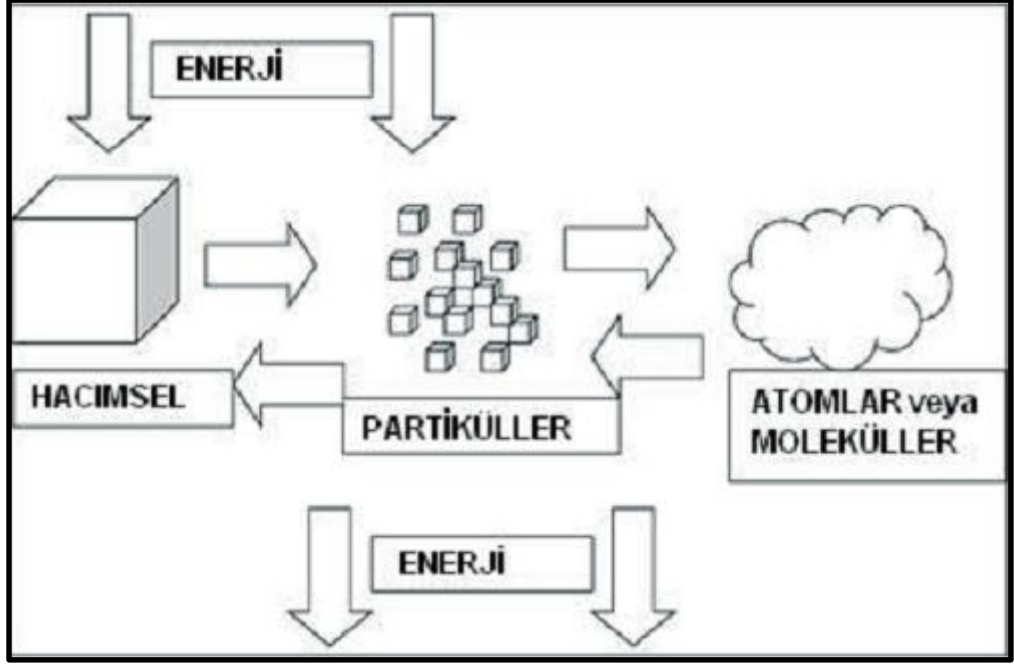 ENERJİ
HACIMSEL
PARTİKÜLLER
ATOMLAR veya
MOLEKÜLLER
ENERJİ